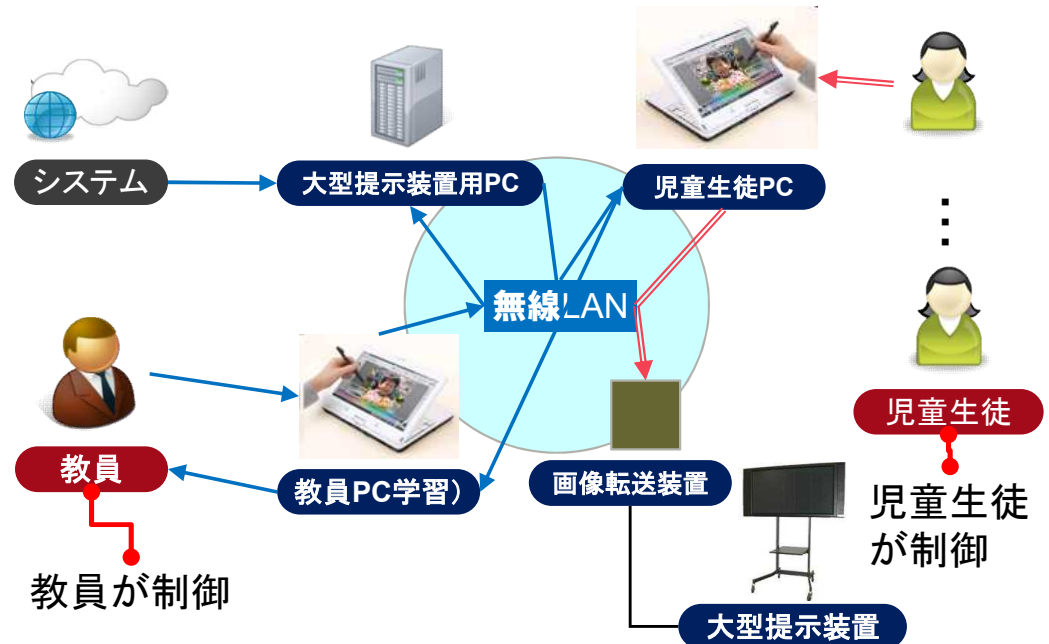 システム
大型提示装置用PC
児童生徒PC
無線LAN
教員
教員PC学習）
画像転送装置
児童生徒
児童生徒
が制御
教員が制御
大型提示装置